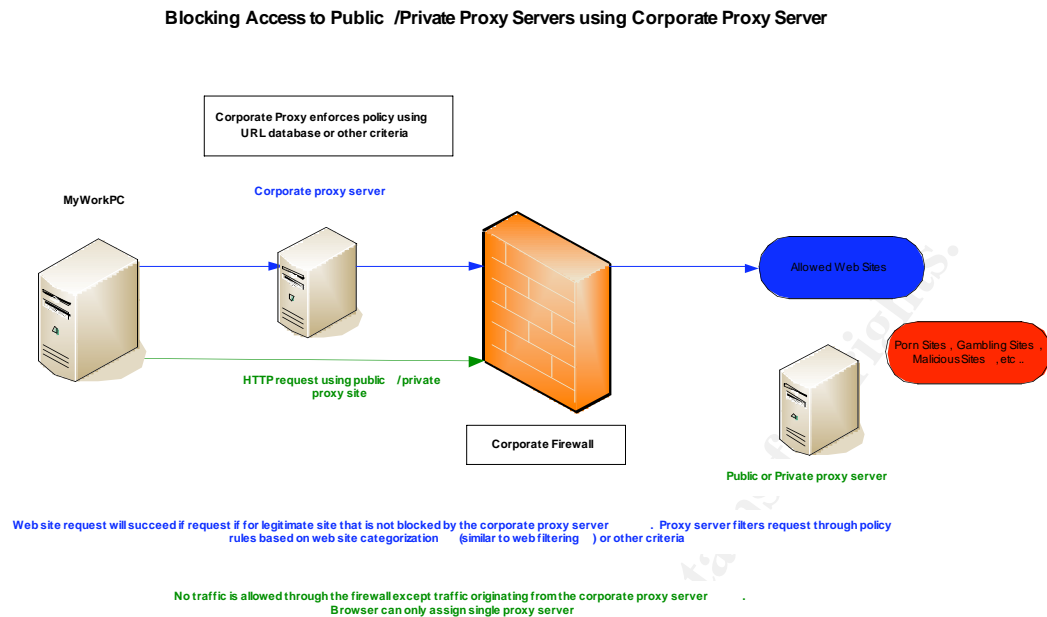 Blocking Access to Public /Private Proxy Servers using Corporate Proxy Server
Corporate Proxy enforces policy using
URL database or other criteria
MyWorkPC
Corporate proxy server
Allowed Web Sites
Porn Sites , Gambling Sites ,
Malicious Sites , etc ..
HTTP request using public /private
proxy site
Corporate Firewall
Public or Private proxy server
Web site request will succeed if request if for legitimate site that is not blocked by the corporate proxy server . Proxy server filters request through policy
rules based on web site categorization (similar to web filtering ) or other criteria
No traffic is allowed through the firewall except traffic originating from the corporate proxy server .
Browser can only assign single proxy server